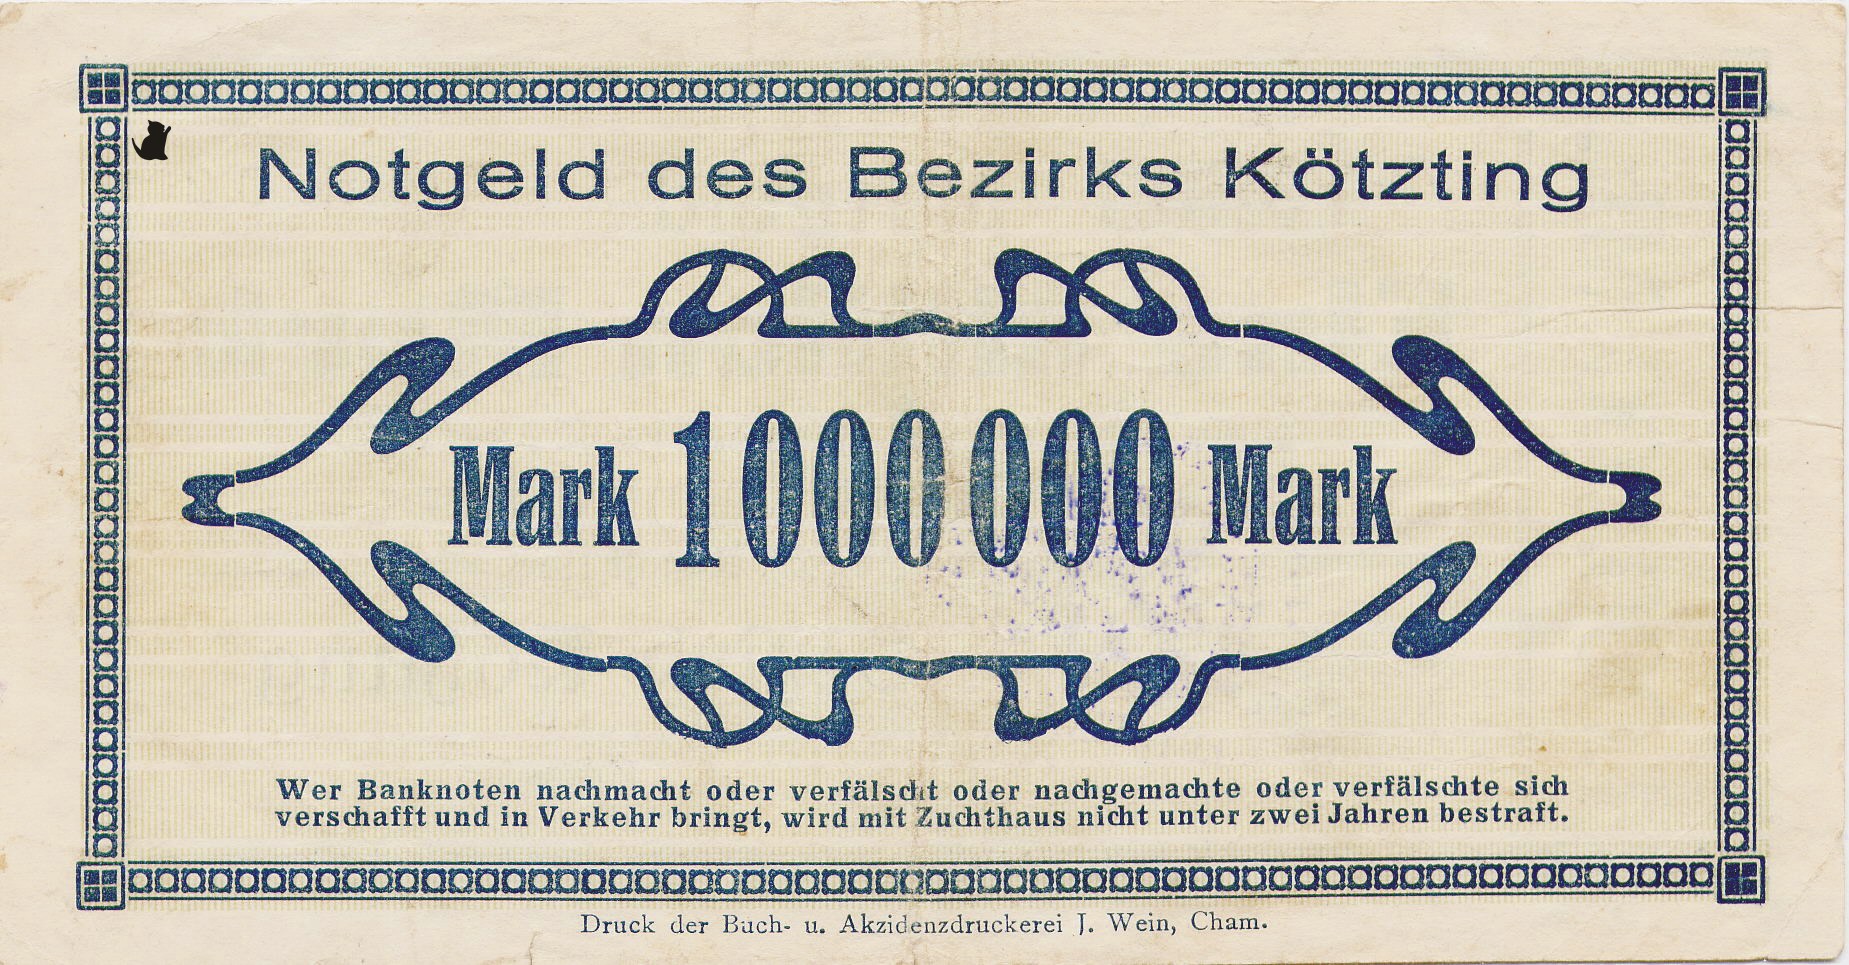 Notgeld des Bezirks Kötzting
Mark 1000000 Mark
Wer Banknoten nachmacht oder verfälscht oder nachgemachte oder verfälschte sich
verschafft und in Verkehr bringt, wird mit Zuchthaus nicht unter zwei Jahren bestraft.
Druck der Buch- u. Akzidenzdruckerei J. Wein, Cham.